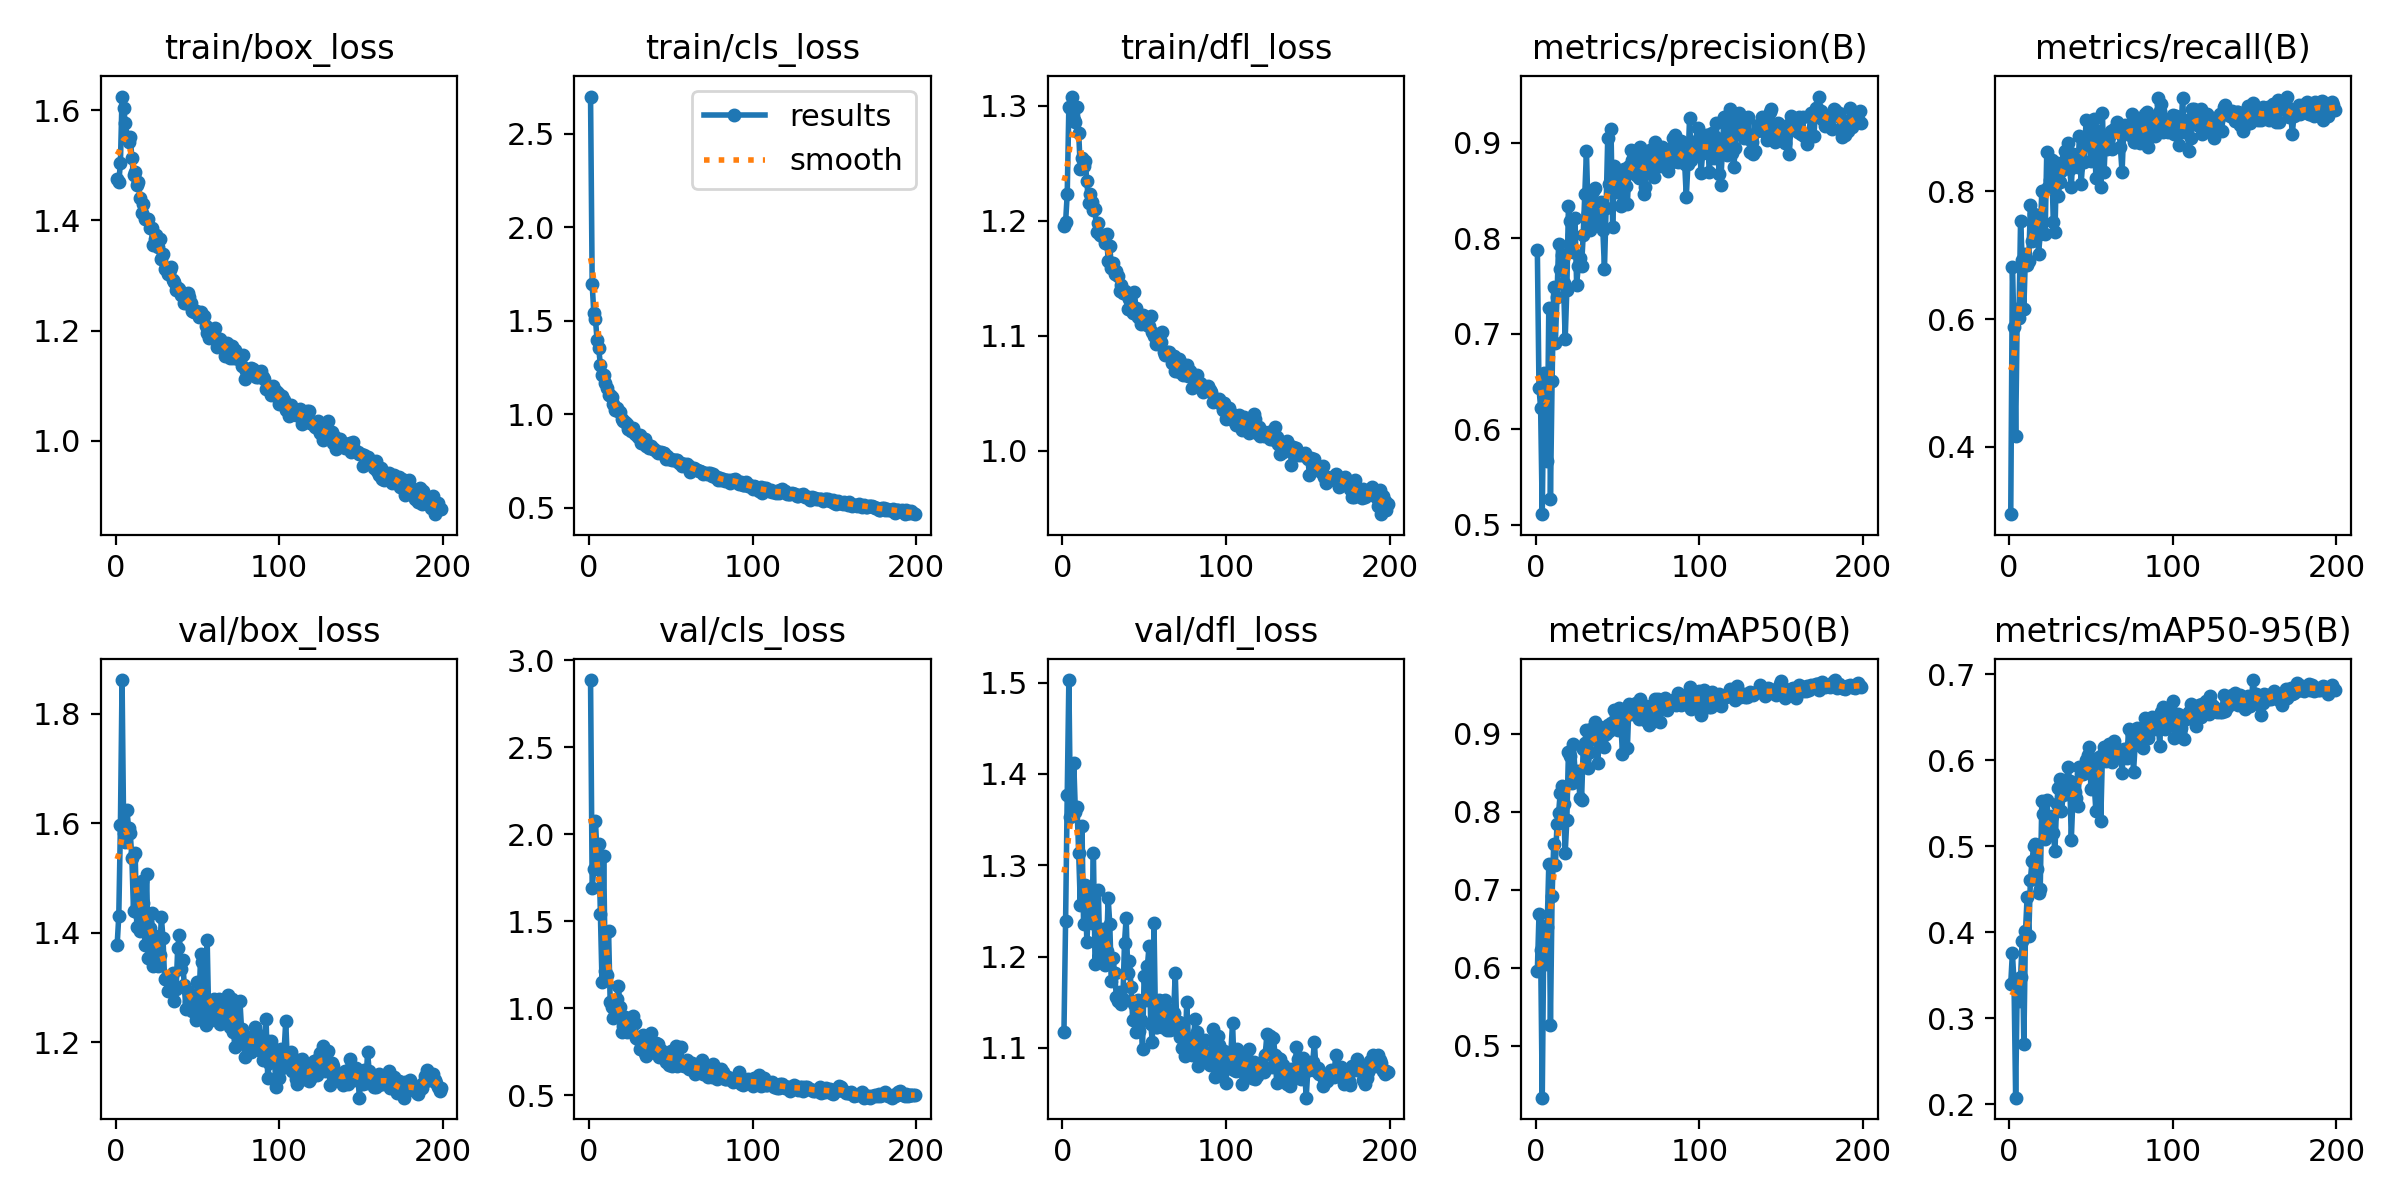 train/box_loss
1.6
1.4
1.2
1.0
0 100 200
train/cls_loss
results
smooth
2.5
2.0
1.5
1.0
0.5
0 100 200
train/dfl_loss
1.3
1.2
1.1
1.0
0 100 200
metrics/precision(B)
0.9
0.8
0.7
0.6
0.5
0 100 200
metrics/recall(B)
0.8
0.6
0.4
0 100 200
val/box_loss
1.8
1.6
1.4
1.2
0 100 200
val/cls_loss
3.0
2.5
2.0
1.5
1.0
0.5
0 100 200
val/dfl_loss
1.5
1.4
1.3
1.2
1.1
0 100 200
metrics/mAP50(B)
0.9
0.8
0.7
0.6
0.5
0 100 200
metrics/mAP50-95(B)
0.7
0.6
0.5
0.4
0.3
0.2
0 100 200